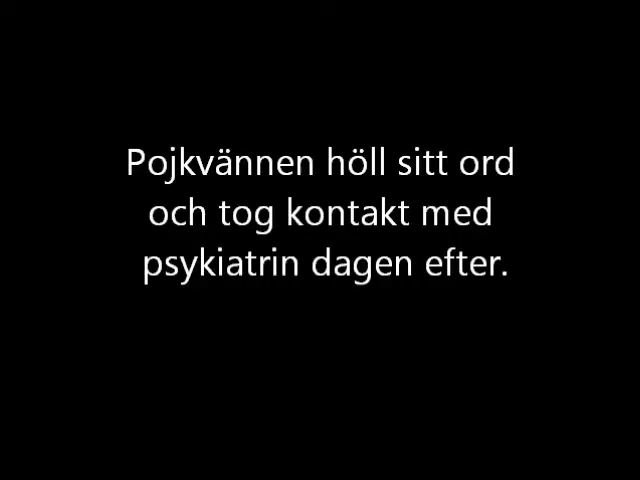 Pojkvännen höll sitt ord
och tog kontakt med
psykiatrin dagen efter.